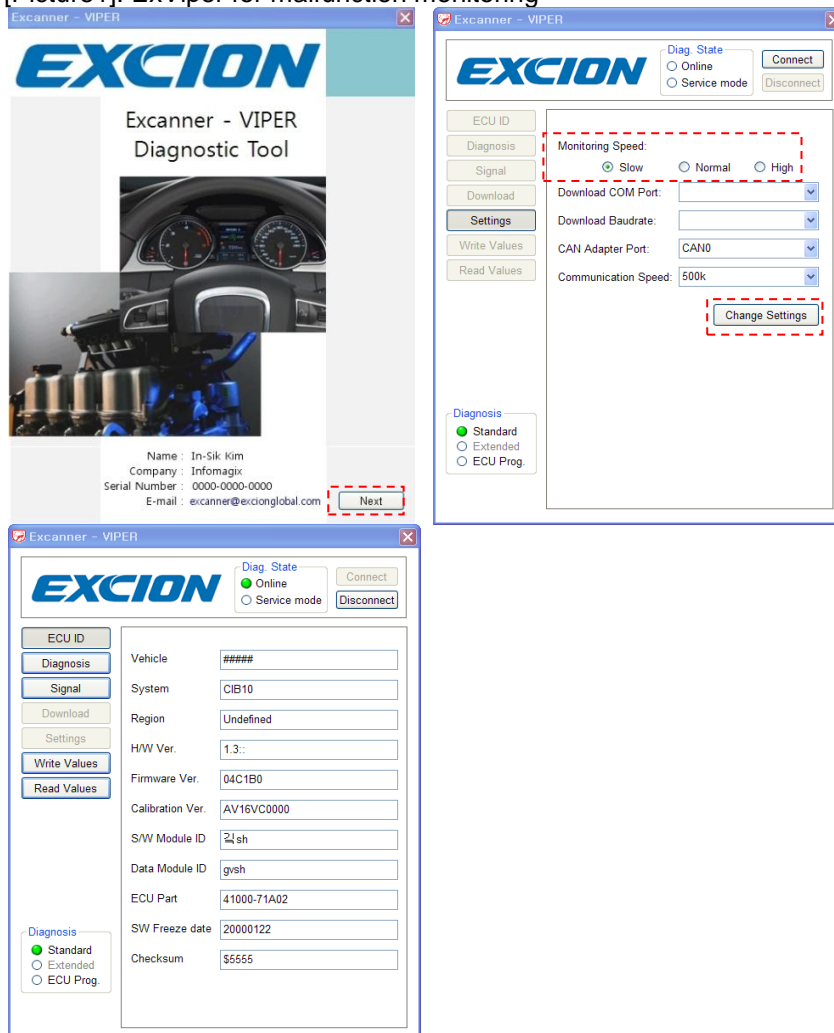 [Picture1]. ExViper for malfunction monitoring
Excanner - VIPER
EXCION
Excanner - VIPER
Diagnostic Tool
Name : In-Sik Kim
Company : Infomagix
Serial Number : 0000-0000-0000
E-mail : excanner@excionglobal.com
Next
Excanner - VIPER
EXCION
Diag. State
Online
Service mode
Connect
Disconnect
ECU ID
Diagnosis
Signal
Download
Settings
Write Values
Read Values
Monitoring Speed:
Slow Normal High
Download COM Port:
Download Baudrate:
CAN Adapter Port: CAN0
Communication Speed: 500k
Change Settings
Diagnosis
Standard
Extended
ECU Prog.
Excanner - VIPER
EXCION
Diag. State
Online
Service mode
Connect
Disconnect
ECU ID
Diagnosis
Signal
Download
Settings
Write Values
Read Values
Vehicle #####
System CIB10
Region Undefined
H/W Ver. 1.3::
Firmware Ver. 04C1B0
Calibration Ver. AV16VC0000
S/W Module ID sh
Data Module ID gvsh
ECU Part 41000-71A02
SW Freeze date 20000122
Checksum $5555
Diagnosis
Standard
Extended
ECU Prog.